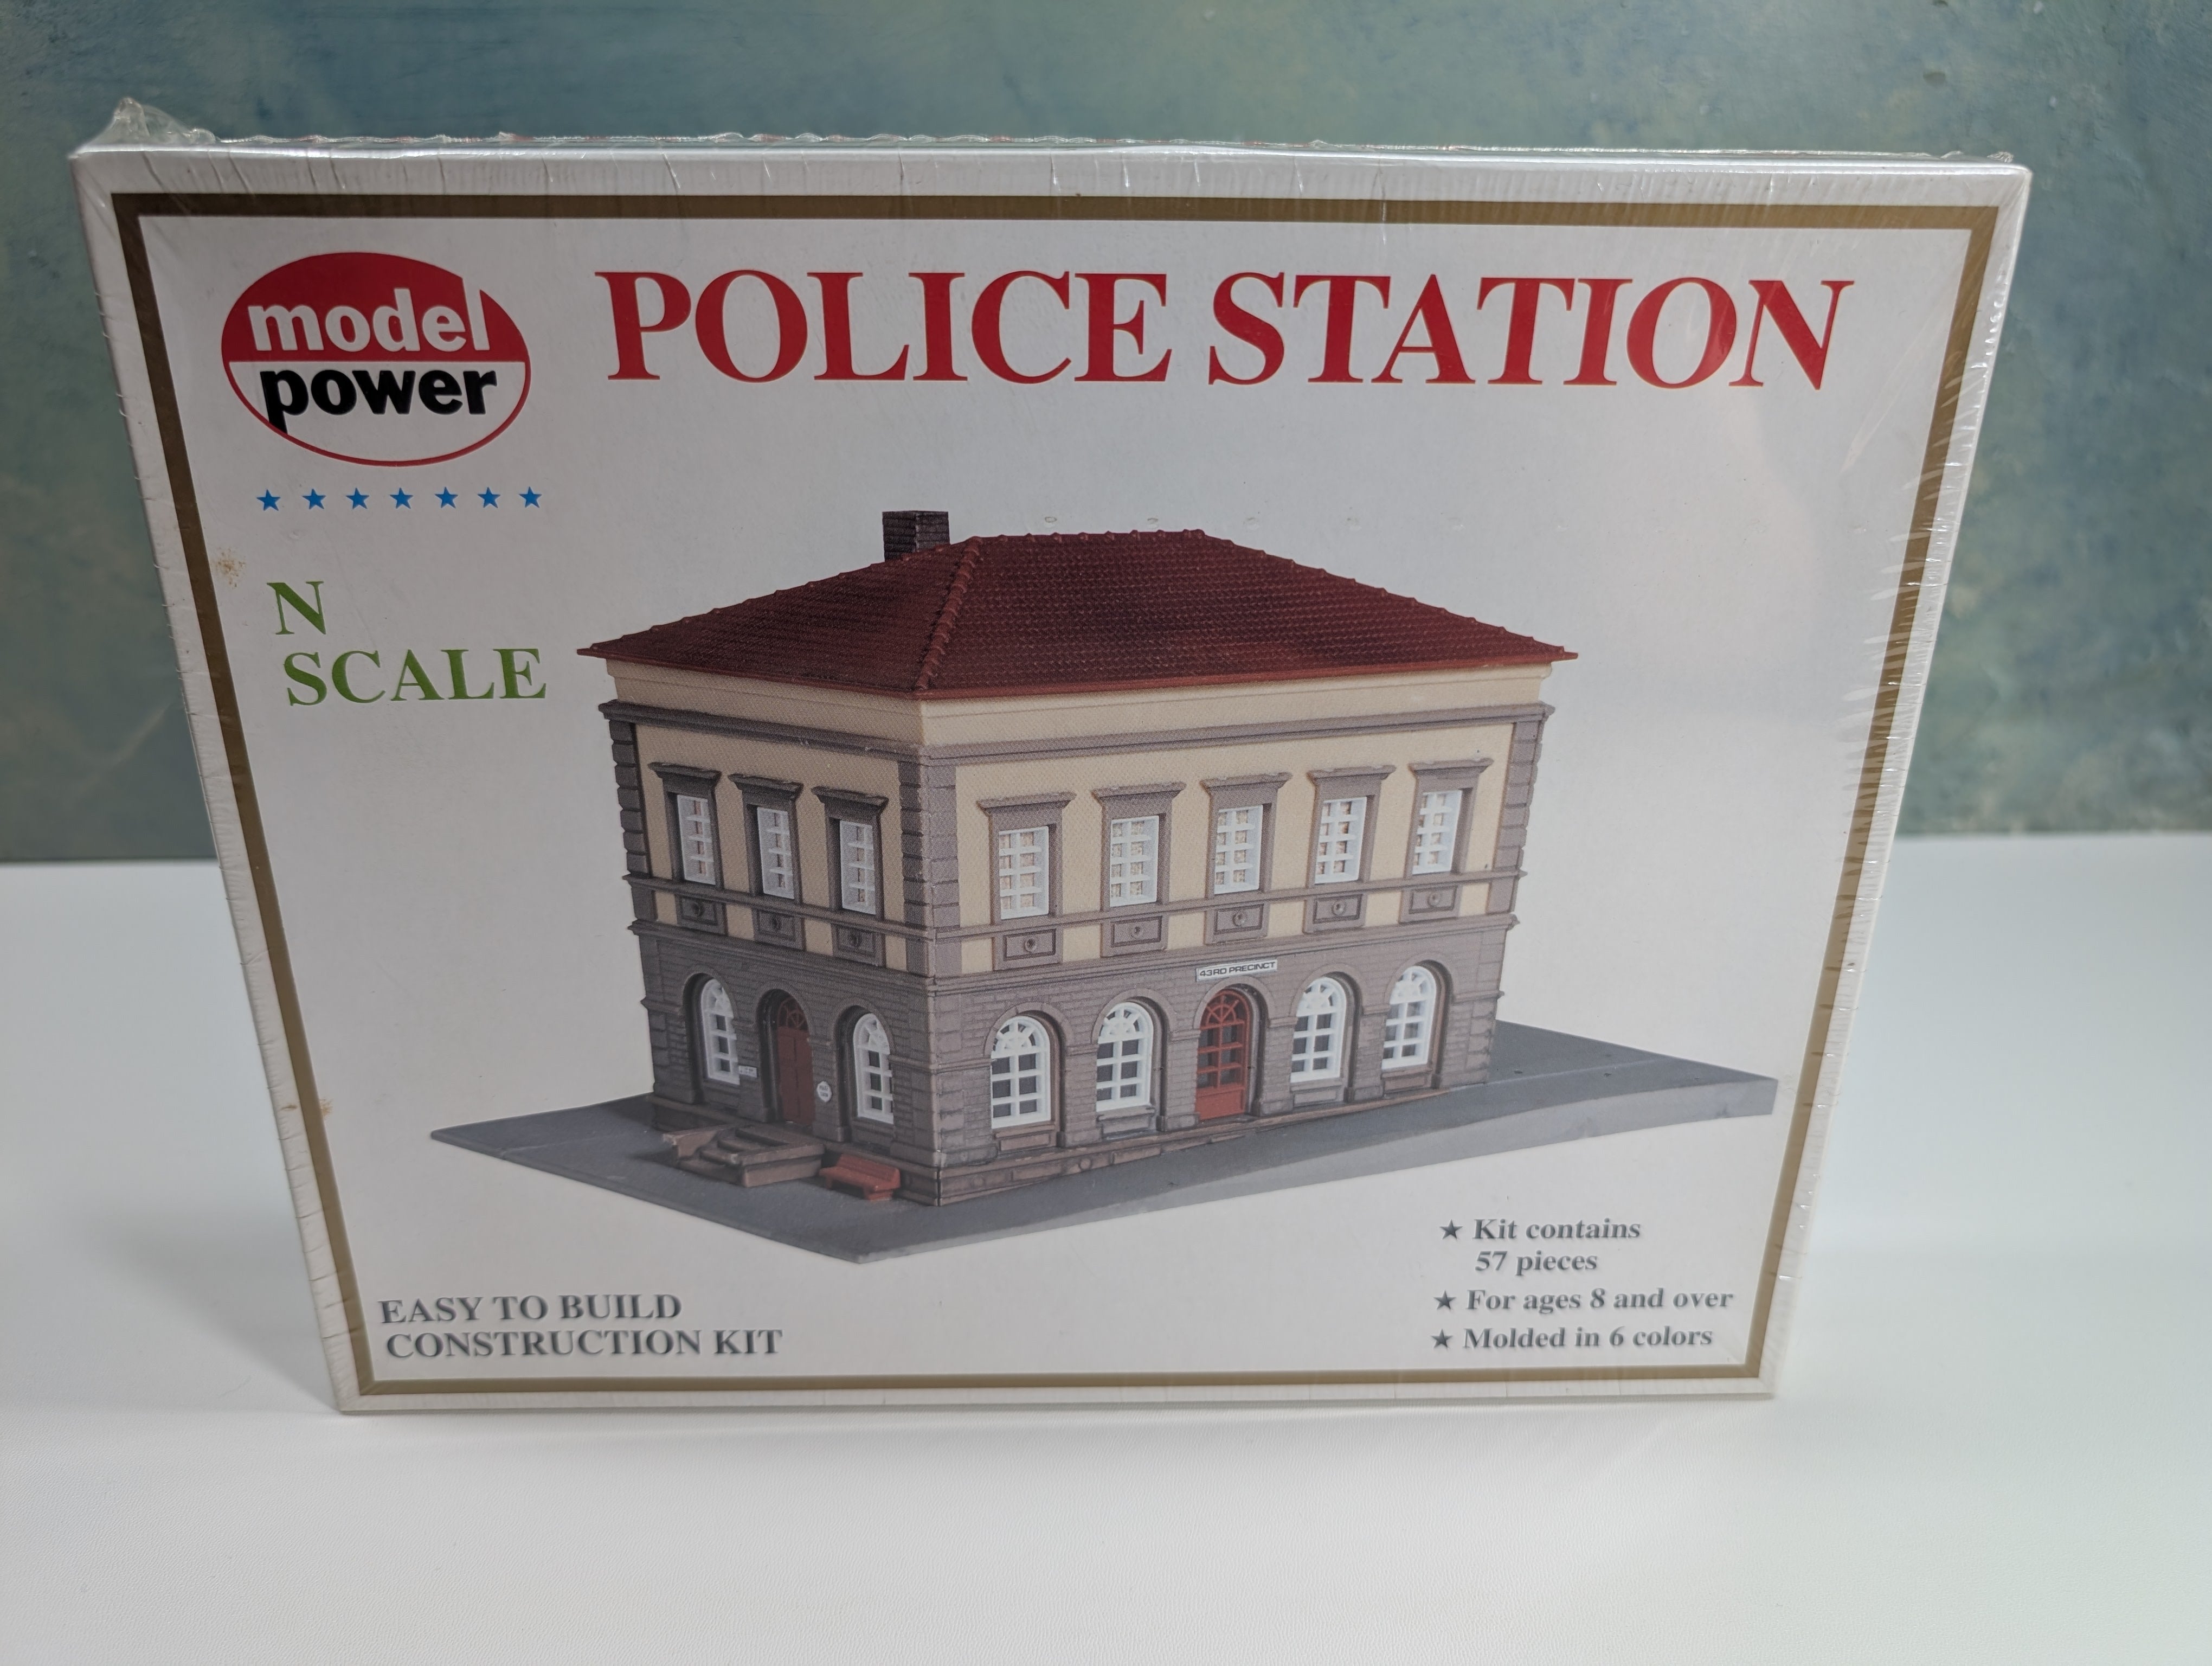 model
power
POLICE STATION
N
SCALE
43RD PRECINCT
EASY TO BUILD
CONSTRUCTION KIT
★ Kit contains
57 pieces
★ For ages 8 and over
★ Molded in 6 colors